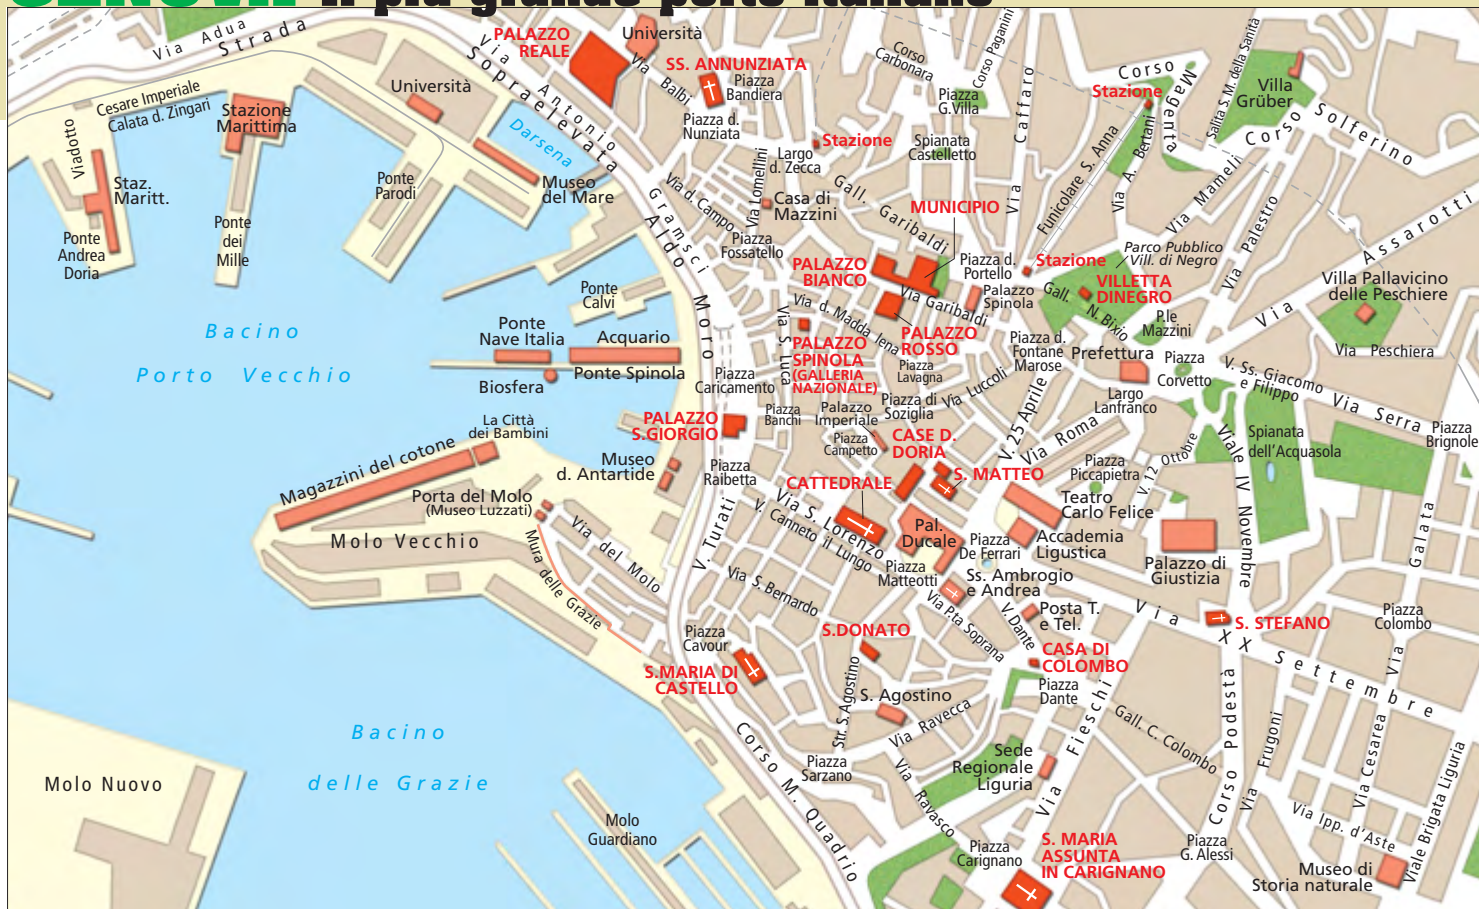 GENOVA Il più grande porto italiano
Via Adua
Strada
Sopraelevata
Aldo
Moro
Via Antonio
Gramsci
PALAZZO
REALE
Università
Via Balbi
SS. ANNUNZIATA
Piazza
Bandiera
Piazza d.
Nunziata
Corso
Carbonara
Corso Paganini
Piazza
G.Villa
Via Caffaro
Corso
Magenta
Stazione
Salita S. M. della Sanità
Villa
Grüber
Corso Solferino
Cesare Imperiale
Calata d. Zingari
Stazione
Marittima
Università
Darsena
Viadotto
Staz.
Maritt.
Ponte
Andrea
Doria
Ponte
dei
Mille
Ponte
Parodi
Museo
del Mare
Stazione
Largo
d. Zecca
Spianata
Castelletto
Via Lomellini
Via d. Campo
Casa di
Mazzini
Gall. Garibaldi
MUNICIPIO
Funicolare S. Anna
Via A. Bertani
Via Mameli
Via Palestro
Via Assarotti
Piazza
Fossatello
PALAZZO
BIANCO
Piazza d.
Portello
Stazione
Parco Pubblico
Vill. di Negro
VILLETTA
DINEGRO
Villa Pallavicino
delle Peschiere
Palazzo
Spinola
Gall.
N. Bixio
P.le
Mazzini
Via Garibaldi
Via d. Maddalena
PALAZZO
ROSSO
Via S. Luca
PALAZZO
SPINOLA
(GALLERIA
NAZIONALE)
Piazza
Lavagna
Piazza d.
Fontane
Marose
Prefettura
Piazza
Corvetto
Via Peschiera
V. Ss. Giacomo
e Filippo
Via Serra
Piazza
Brignole
Bacino
Porto Vecchio
Ponte
Calvi
Ponte
Nave Italia
Acquario
Biosfera
Ponte Spinola
Piazza
Caricamento
Piazza
Banchi
Palazzo
Imperiale
Piazza di
Soziglia
Via Luccoli
V. 25 Aprile
Via Roma
Largo
Lanfranco
PALAZZO
S.GIORGIO
Piazza
Campetto
CASE D.
DORIA
S. MATTEO
Piazza
Piccapietra
V. 12 Ottobre
Viale IV Novembre
Spianata
dell'Acquasola
La Città
dei Bambini
Magazzini del cotone
Museo
d. Antartide
Piazza
Raibetta
CATTEDRALE
Teatro
Carlo Felice
Porta del Molo
(Museo Luzzati)
Molo Vecchio
Mura delle Grazie
Via del Molo
V. Turati
Via S. Lorenzo
V. Canneto il Lungo
Pal.
Ducale
Piazza
De Ferrari
Accademia
Ligustica
Palazzo di
Giustizia
Via Galata
Piazza
Matteotti
Ss. Ambrogio
e Andrea
Via S. Bernardo
Via P.ta Soprana
V. Dante
Posta T.
e Tel.
Via XX Settembre
S. STEFANO
Piazza
Colombo
Piazza
Cavour
S.DONATO
S.MARIA DI
CASTELLO
CASA DI
COLOMBO
Piazza
Dante
Str. S. Agostino
S. Agostino
Via Ravecca
Gall. C. Colombo
Bacino
delle Grazie
Molo Nuovo
Corso M. Quadrio
Piazza
Sarzano
Via Ravasco
Sede
Regionale
Liguria
Via Fieschi
Corso Podestà
Via Frugoni
Via Cesarea
Via Ipp. d'Aste
Viale Brigata Liguria
Molo
Guardiano
Piazza
Carignano
S. MARIA
ASSUNTA
IN CARIGNANO
Piazza
G. Alessi
Museo di
Storia naturale